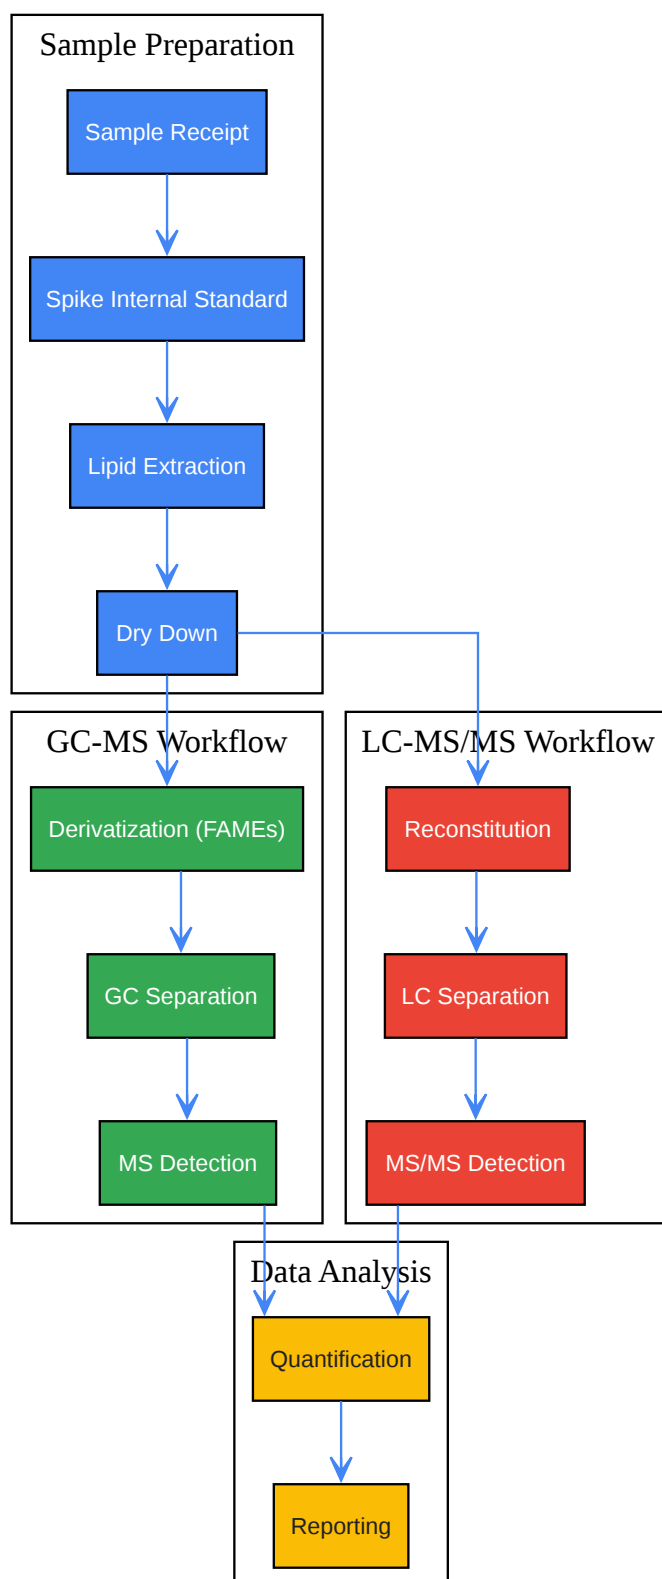 Sample Preparation
Sample Receipt
Spike Internal Standard
Lipid Extraction
Dry Down
GC-MS Workflow
Derivatization (FAMEs)
GC Separation
MS Detection
LC-MS/MS Workflow
Reconstitution
LC Separation
MS/MS Detection
Data Analysis
Quantification
Reporting